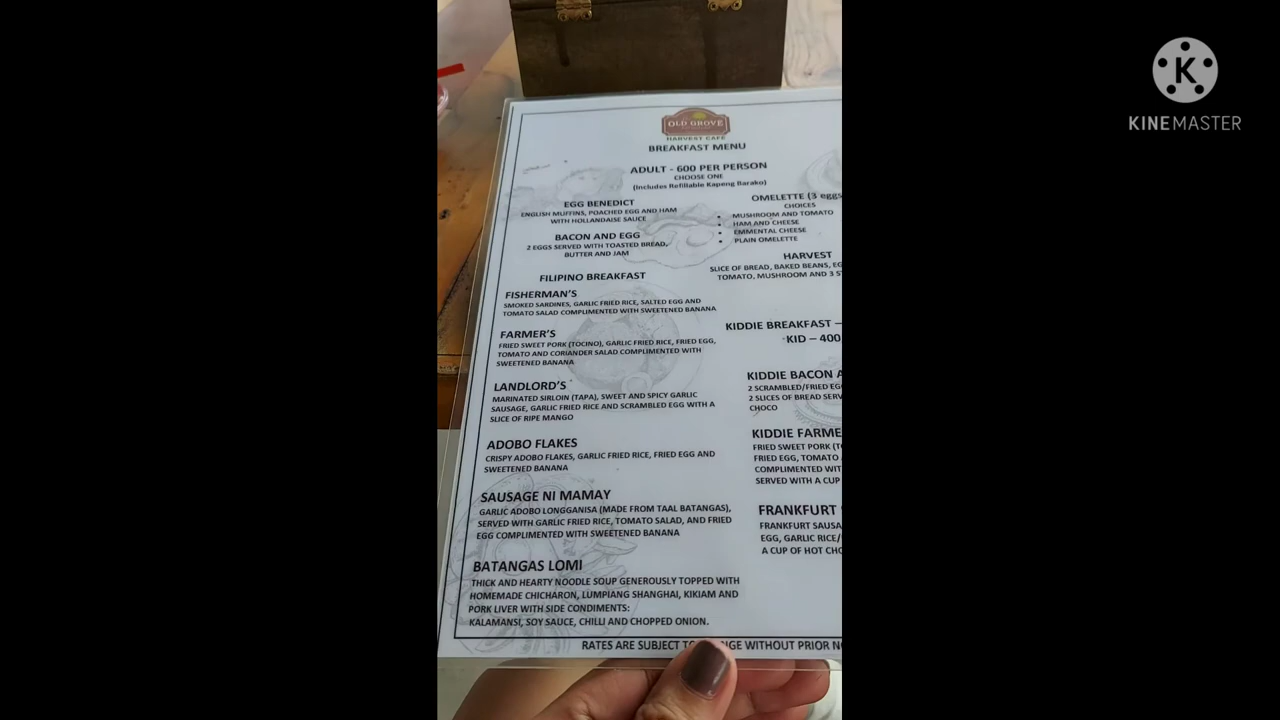 OLD GROVE
HARVEST CAFE
BREAKFAST MENU
ADULT - 600 PER PERSON
CHOOSE ONE
(Includes Refillable Kapeng Barako)
EGG BENEDICT
ENGLISH MUFFINS, POACHED EGG AND HAM
WITH HOLLANDAISE SAUCE
BACON AND EGG
2 EGGS SERVED WITH TOASTED BREAD,
BUTTER AND JAM
FILIPINO BREAKFAST
FISHERMAN'S
SMOKED SARDINES, GARLIC FRIED RICE, SALTED EGG AND
TOMATO SALAD COMPLIMENTED WITH SWEETENED BANANA
FARMER'S
FRIED SWEET PORK (TOCINO), GARLIC FRIED RICE, FRIED EGG,
TOMATO AND CORIANDER SALAD COMPLIMENTED WITH
SWEETENED BANANA
LANDLORD'S
MARINATED SIRLOIN (TAPA), SWEET AND SPICY GARLIC
SAUSAGE, GARLIC FRIED RICE AND SCRAMBLED EGG WITH A
SLICE OF RIPE MANGO
ADOBO FLAKES
CRISPY ADOBO FLAKES, GARLIC FRIED RICE, FRIED EGG AND
SWEETENED BANANA
SAUSAGE NI MAMAY
GARLIC ADOBO LONGGANISA (MADE FROM TAAL BATANGAS),
SERVED WITH GARLIC FRIED RICE, TOMATO SALAD, AND FRIED
EGG COMPLIMENTED WITH SWEETENED BANANA
BATANGAS LOMI
THICK AND HEARTY NOODLE SOUP GENEROUSLY TOPPED WITH
HOMEMADE CHICHARON, LUMPIANG SHANGHAI, KIKIAM AND
PORK LIVER WITH SIDE CONDIMENTS:
KALAMANSI, SOY SAUCE, CHILLI AND CHOPPED ONION.
OMELETTE (3 eggs
CHOICES
• MUSHROOM AND TOMATO
• HAM AND CHEESE
• EMMENTAL CHEESE
• PLAIN OMELETTE
HARVEST
SLICE OF BREAD, BAKED BEANS,
TOMATO, MUSHROOM AND 3
KIDDIE BREAKFAST –
KID – 400
KIDDIE BACON
2 SCRAMBLED/FRIED
2 SLICES OF BREAD
CHOCO
KIDDIE
FRIED SWEET PORK
FRIED EGG, TOMATO
COMPLIMENTED
SERVED WITH A CUP
FRANKFURT
FRANKFURT
EGG, GARLIC
A CUP OF HOT
RATES ARE SUBJECT WITHOUT PRIOR
K
KINEMASTER